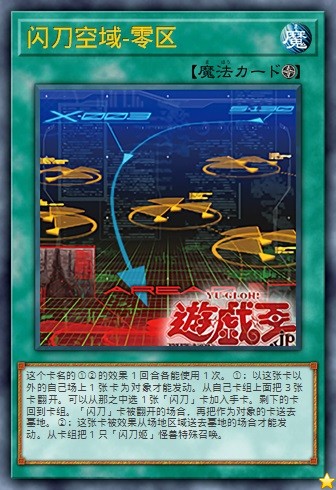 闪刀空域-零区
魔
【魔法カード】
X-003
S-130
AREA
YU-GI-OH!
遊戯王
.JP
这个卡名的①②的效果1回合各能使用1次。①：以这张卡以
外的自己场上1张卡为对象才能发动。从自己卡组上面把3张
卡翻开。可以从那之中选1张「闪刀」卡加入手卡。剩下的卡
回到卡组。「闪刀」卡被翻开的场合，再把作为对象的卡送去
墓地。②：这张卡被效果从场地区域送去墓地的场合才能发
动。从卡组把1只「闪刀姬」怪兽特殊召唤。